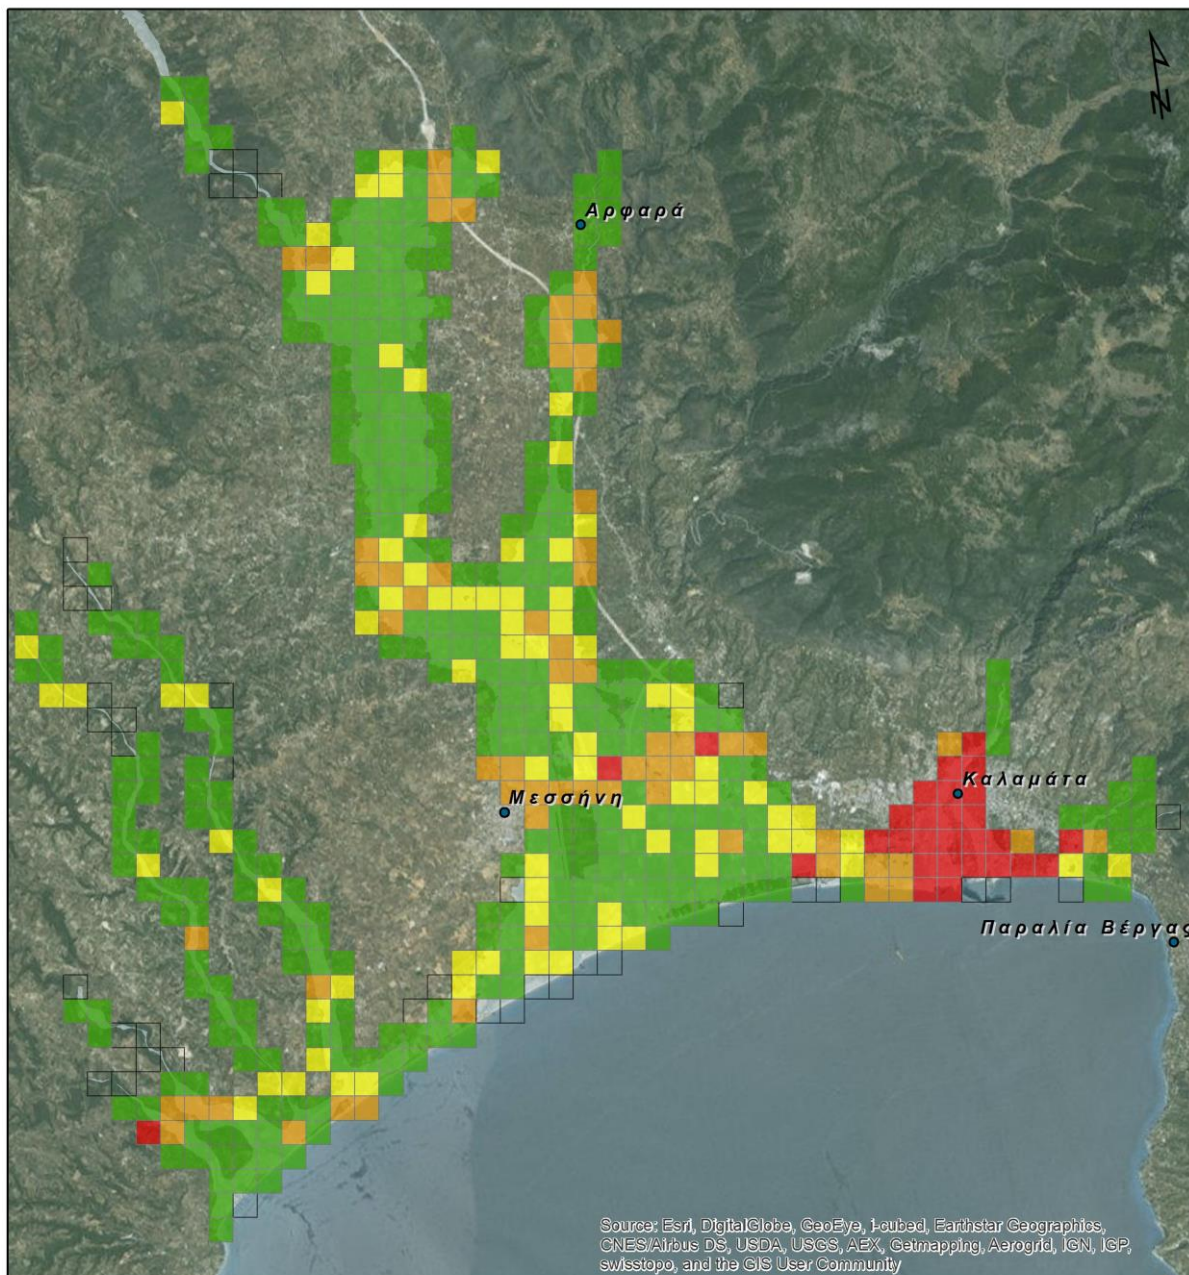 N
Αρφαρά
Καλαμάτα
Μεσσήνη
Παραλία Βέργας
Source: Esri, DigitalGlobe, GeoEye, i-cubed, Earthstar Geographics,
CNES/Airbus DS, USDA, USGS, AEX, Getmapping, Aerogrid, IGN, IGP,
swisstopo, and the GIS User Community